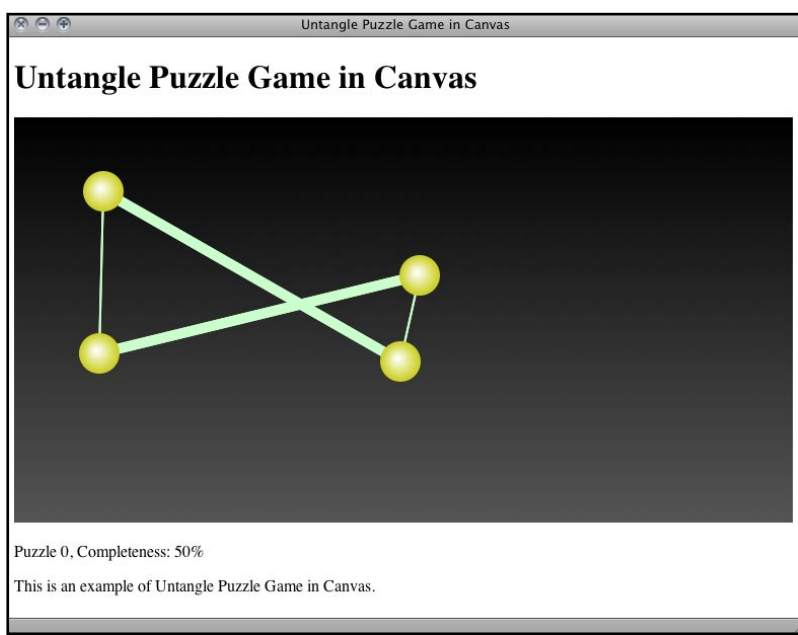 Untangle Puzzle Game in Canvas
Untangle Puzzle Game in Canvas
Puzzle 0, Completeness: 50%
This is an example of Untangle Puzzle Game in Canvas.